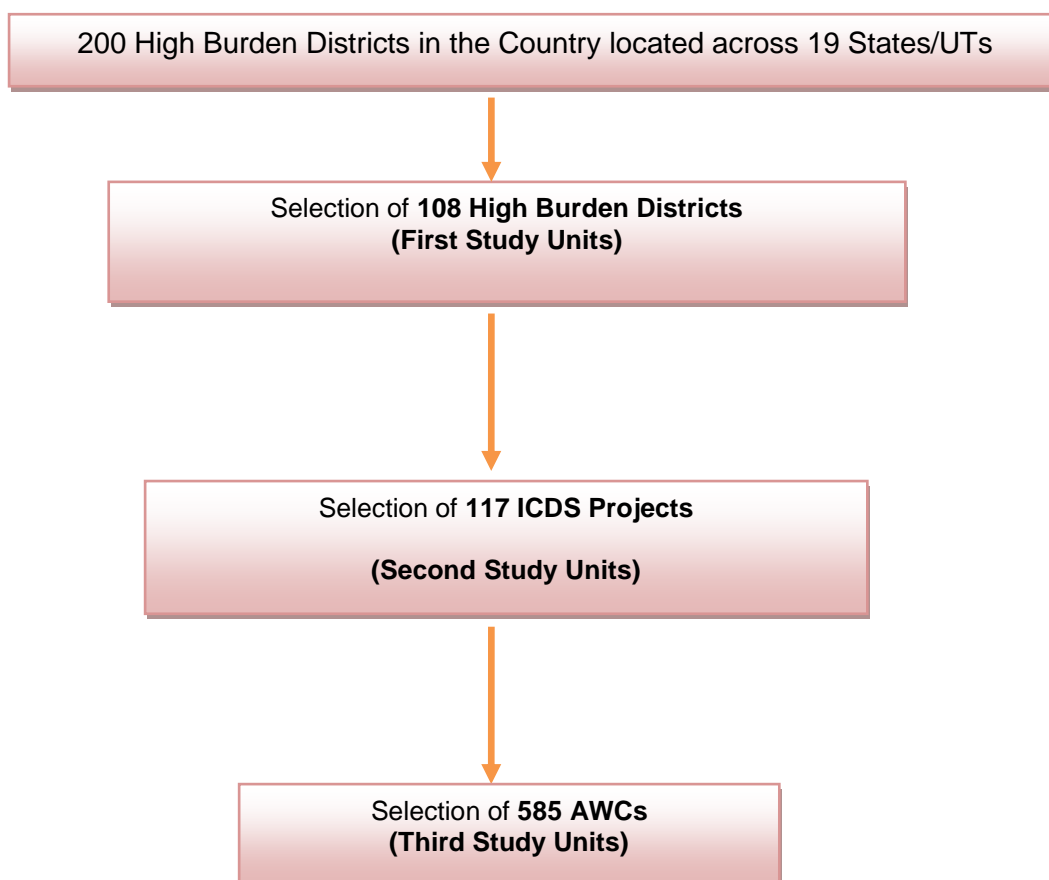 200 High Burden Districts in the Country located across 19 States/UTs
Selection of 108 High Burden Districts
(First Study Units)
Selection of 117 ICDS Projects
(Second Study Units)
Selection of 585 AWCs
(Third Study Units)